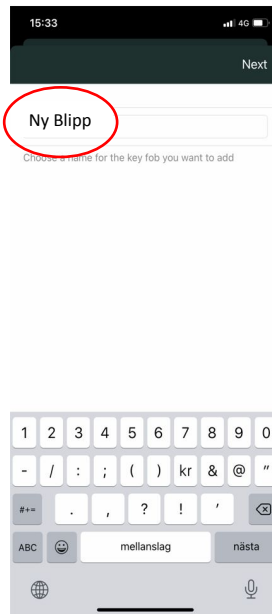 15:33
4G
Next
Ny Blipp
Choose a name for the key fob you want to add
1 2 3 4 5 6 7 8 9 0
- / : ; ( ) kr & @ "
#+= . , ? ! '
ABC mellanslag nästa